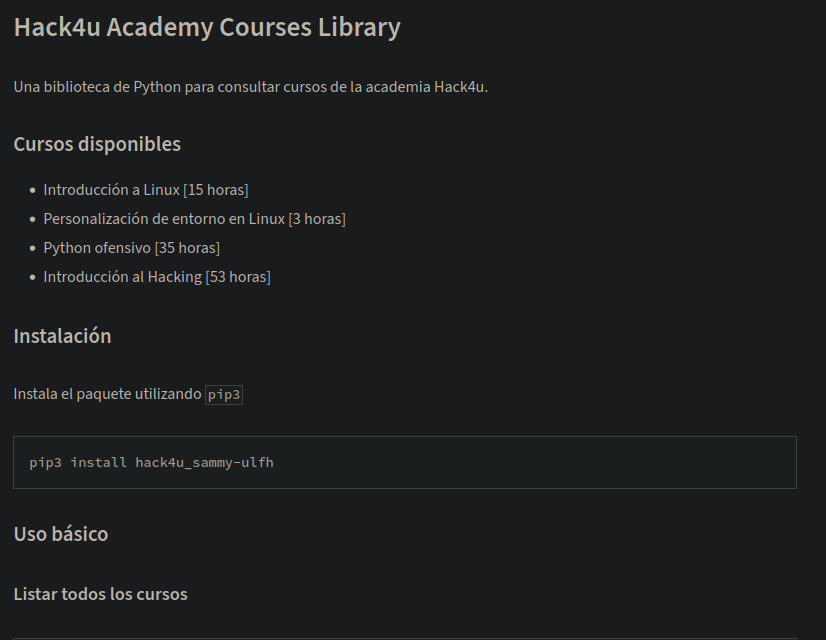 Hack4u Academy Courses Library
Una biblioteca de Python para consultar cursos de la academia Hack4u.
Cursos disponibles
Introducción a Linux [15 horas]
Personalización de entorno en Linux [3 horas]
Python ofensivo [35 horas]
Introducción al Hacking [53 horas]
Instalación
Instala el paquete utilizando pip3
pip3 install hack4u_sammy-ulfh
Uso básico
Listar todos los cursos